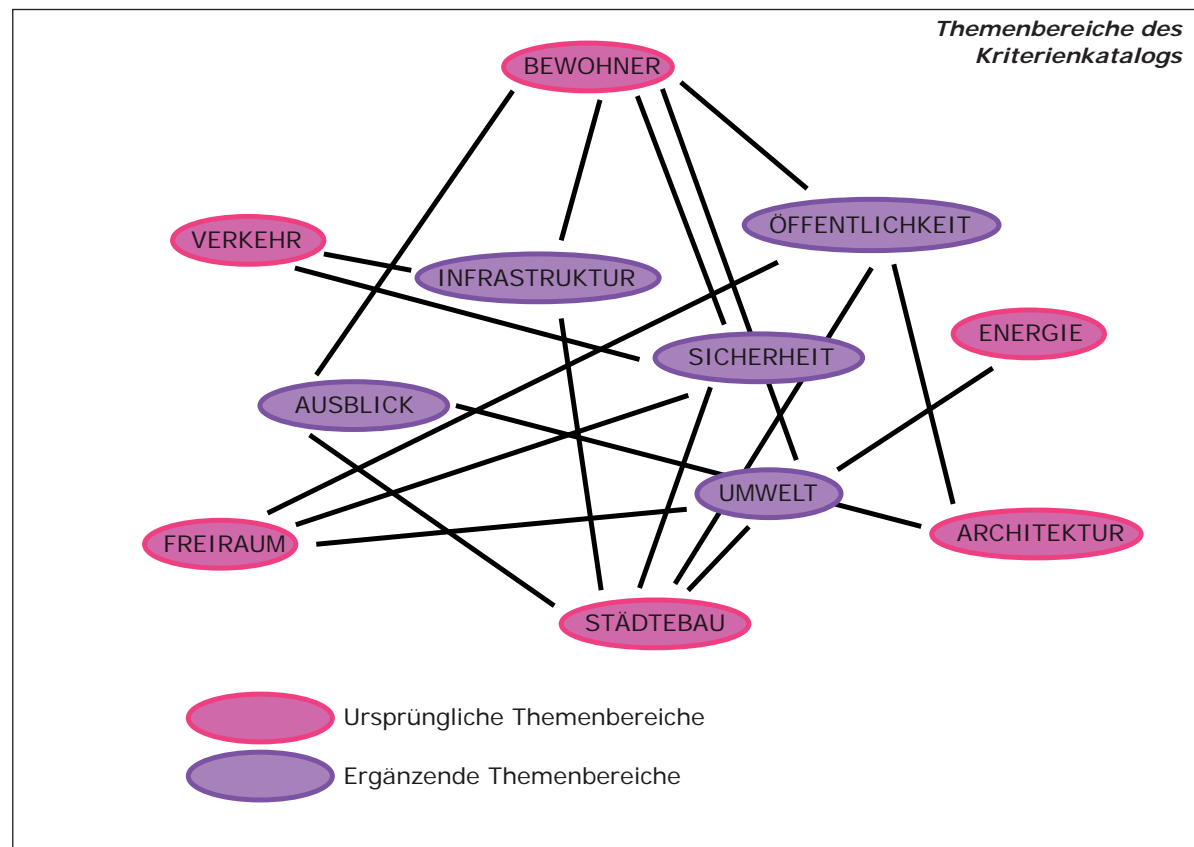 Themenbereiche des
Kriterienkatalogs
BEWOHNER
ÖFFENTLICHKEIT
VERKEHR
INFRASTRUKTUR
ENERGIE
SICHERHEIT
AUSBLICK
UMWELT
ARCHITEKTUR
FREIRAUM
STÄDTEBAU
Ursprüngliche Themenbereiche
Ergänzende Themenbereiche